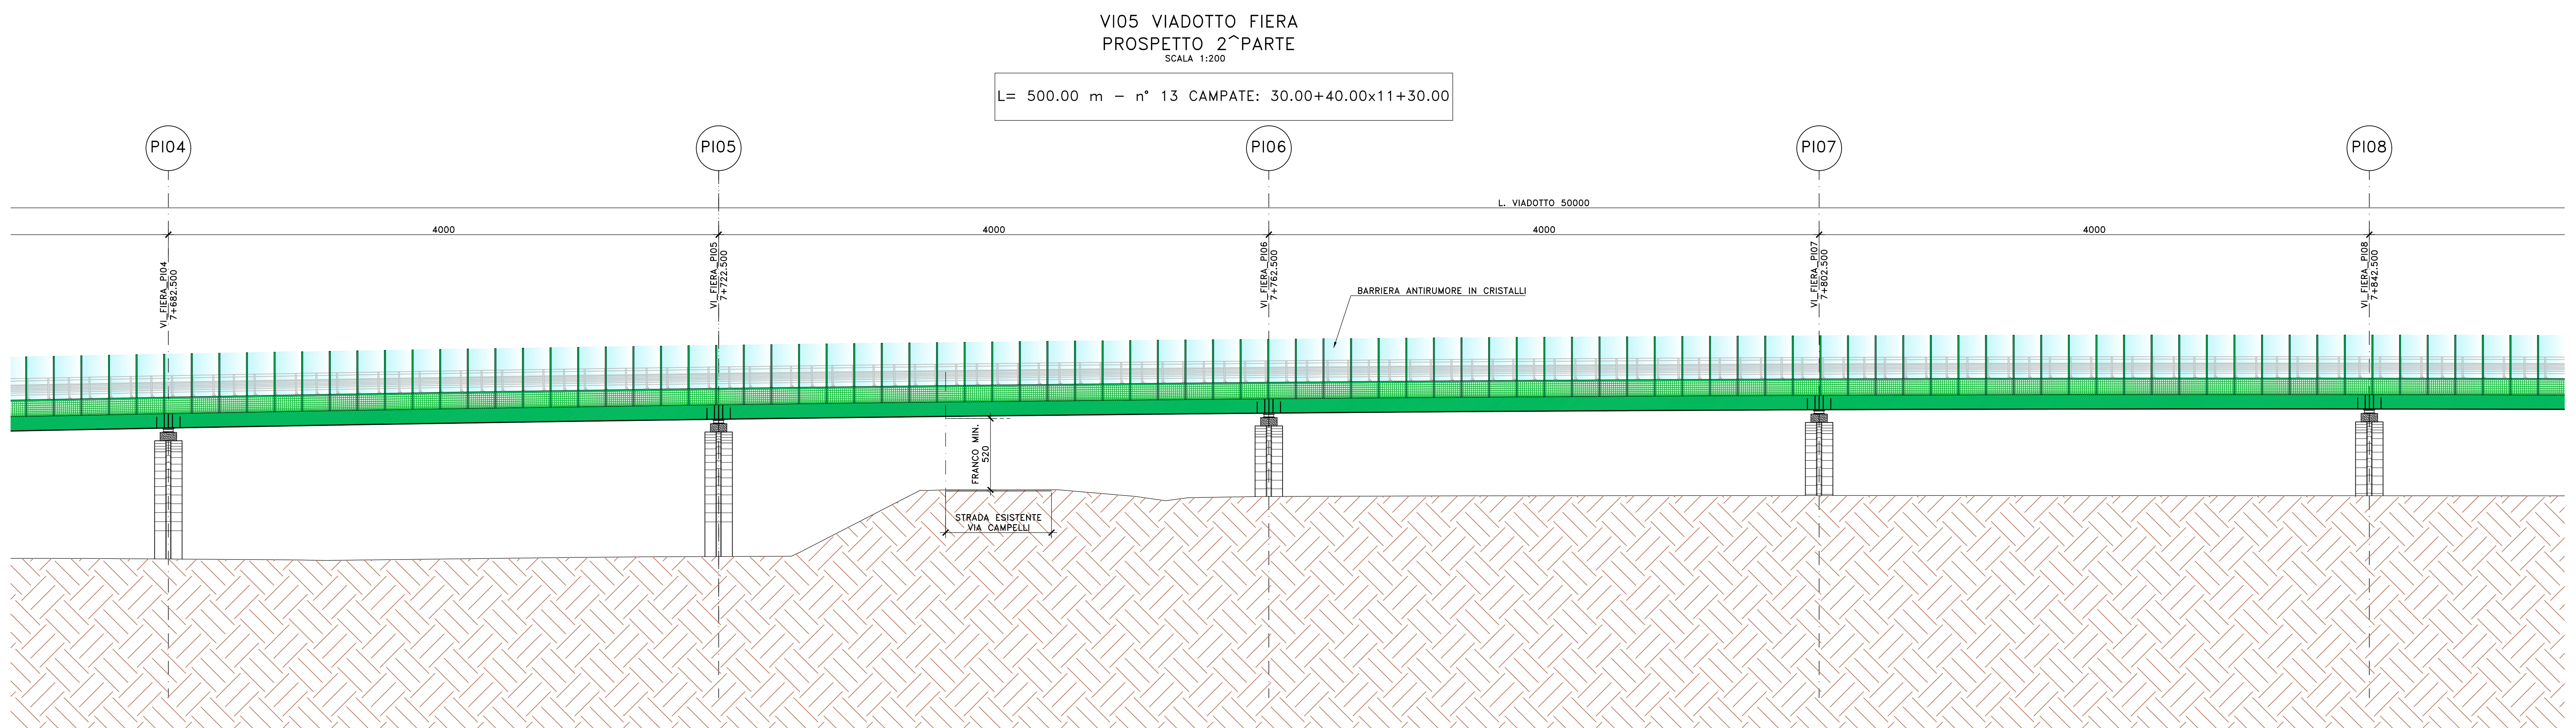 VI05 VIADOTTO FIERA
PROSPETTO 2^PARTE
SCALA 1:200
L= 500.00 m - n° 13 CAMPATE: 30.00+40.00x11+30.00
PI04
PI05
PI06
PI07
PI08
L. VIADOTTO 50000
4000
4000
4000
4000
VI_FIERA_PI04
7+682.500
VI_FIERA_PI05
7+722.500
VI_FIERA_PI06
7+762.500
VI_FIERA_PI07
7+802.500
VI_FIERA_PI08
7+842.500
BARRIERA ANTIRUMORE IN CRISTALLI
FRANCO MIN.
520
STRADA ESISTENTE
VIA CAMPELLI